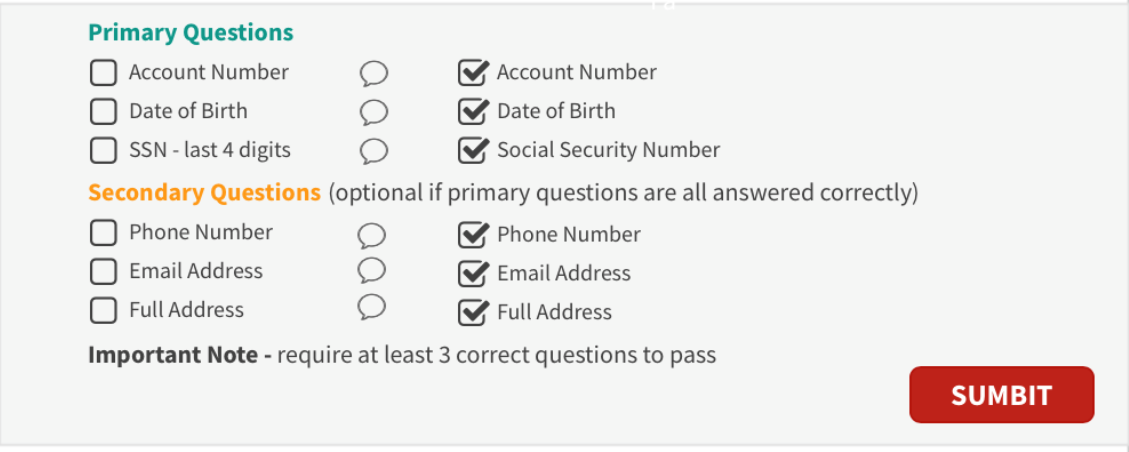 Primary Questions
Account Number Account Number
Date of Birth Date of Birth
SSN - last 4 digits Social Security Number
Secondary Questions (optional if primary questions are all answered correctly)
Phone Number Phone Number
Email Address Email Address
Full Address Full Address
Important Note - require at least 3 correct questions to pass
SUMBIT